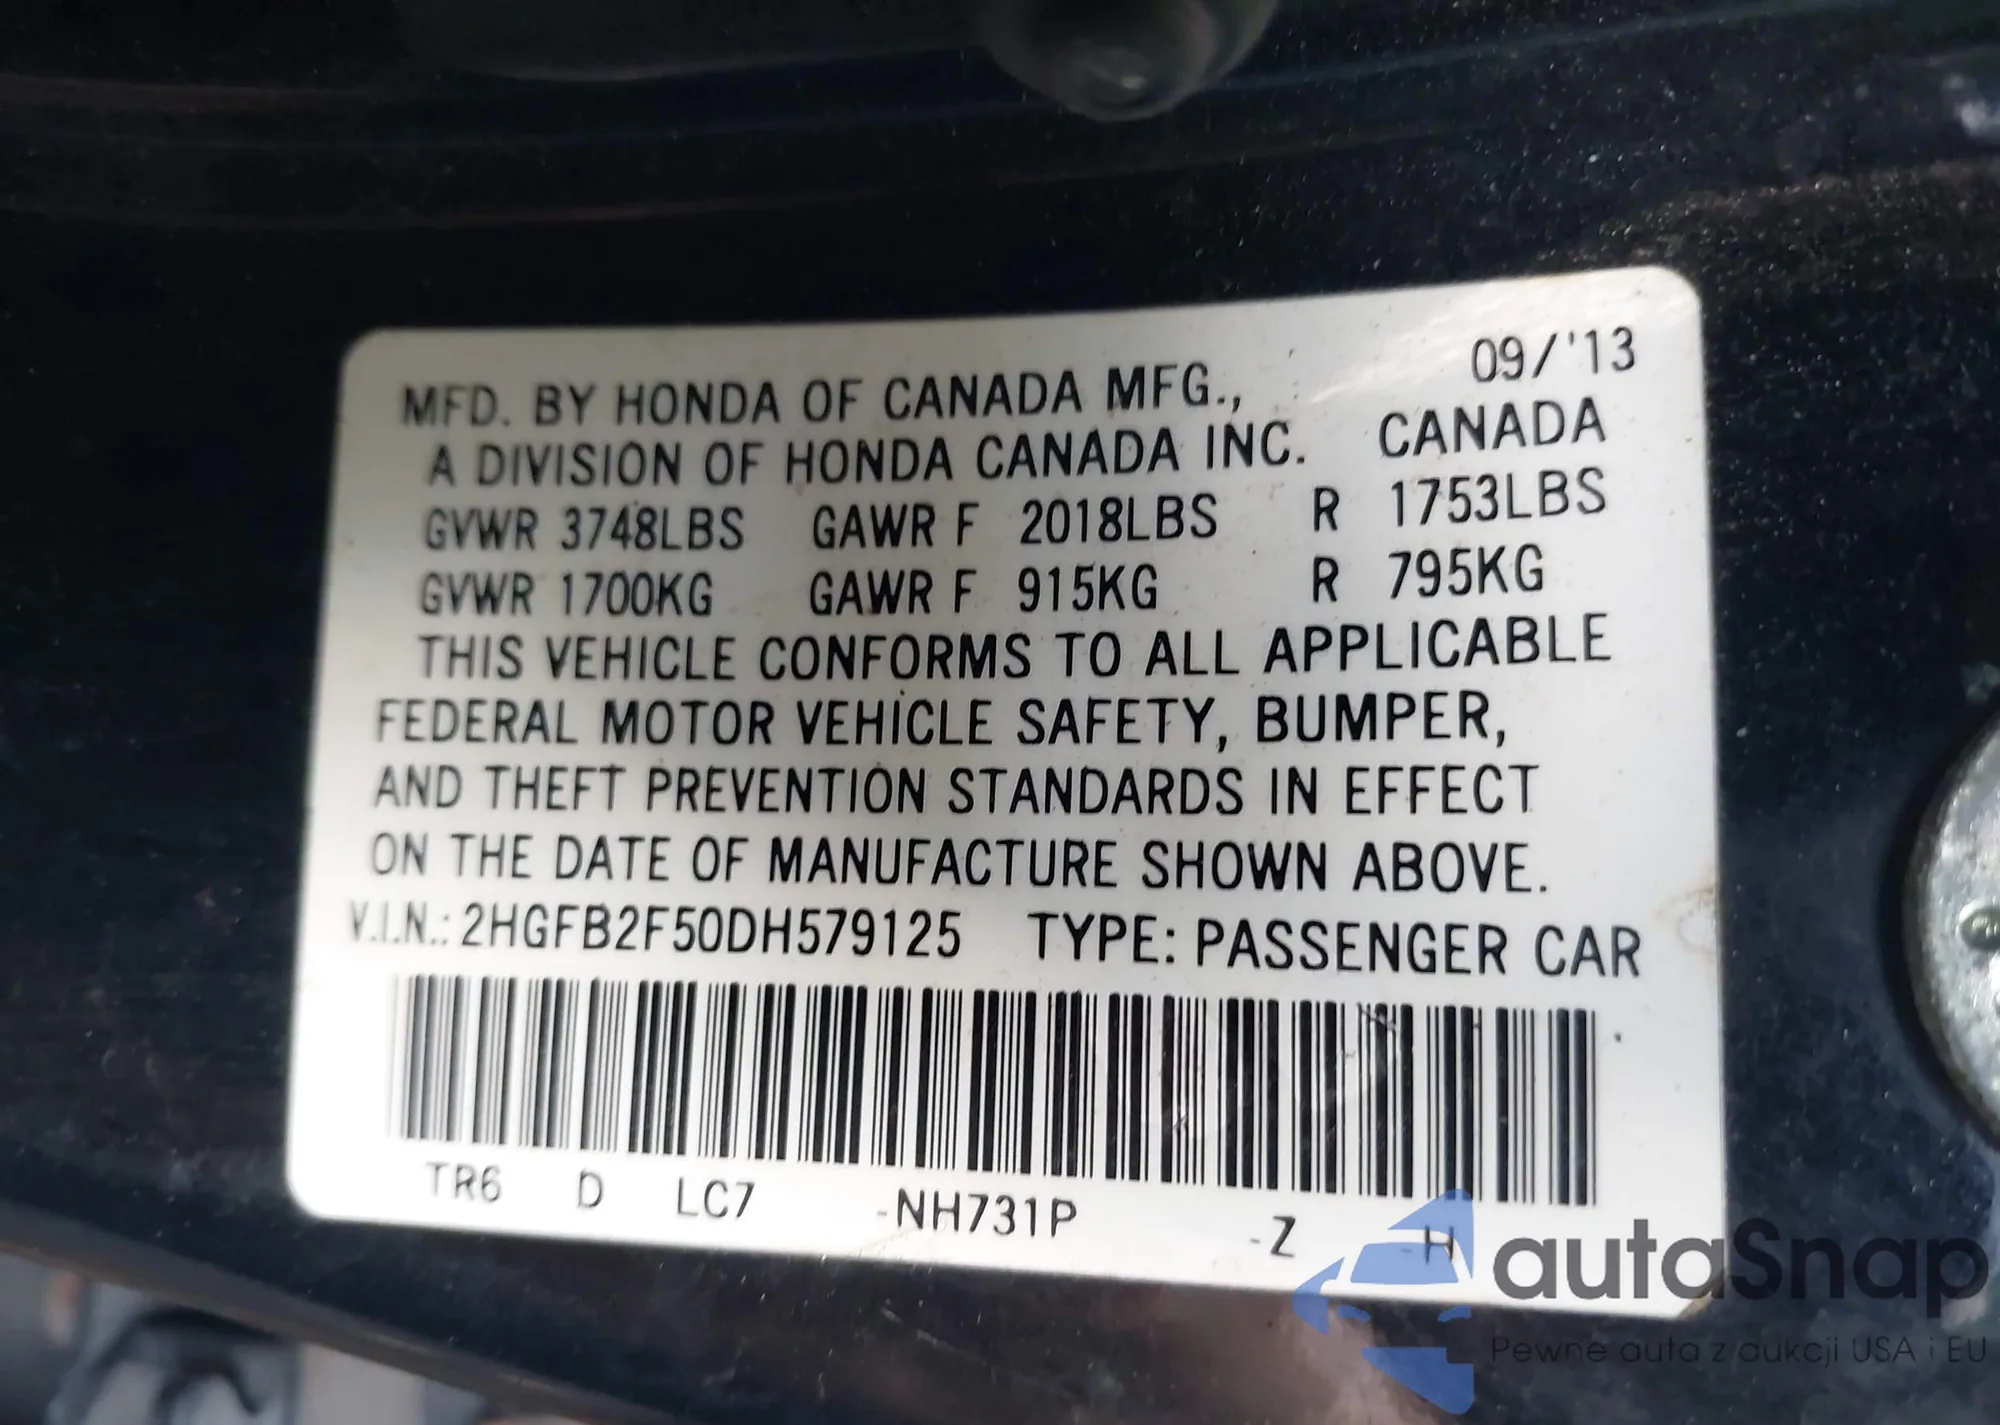 09/'13
MFD. BY HONDA OF CANADA MFG.,
A DIVISION OF HONDA CANADA INC. CANADA
GVWR 3748LBS GAWR F 2018LBS R 1753LBS
GVWR 1700KG GAWR F 915KG R 795KG
THIS VEHICLE CONFORMS TO ALL APPLICABLE
FEDERAL MOTOR VEHICLE SAFETY, BUMPER,
AND THEFT PREVENTION STANDARDS IN EFFECT
ON THE DATE OF MANUFACTURE SHOWN ABOVE.
V.I.N.: 2HGFB2F50DH579125 TYPE: PASSENGER CAR
TR6 D LC7 -NH731P -Z -H
autaSnap
Pewne auta z aukcji USA i EU